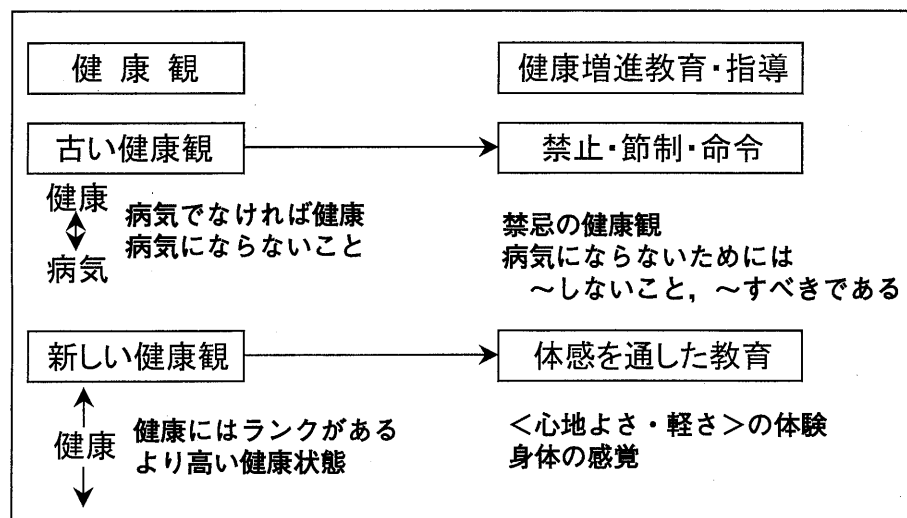 健康観
健康増進教育・指導
古い健康観
禁止・節制・命令
健康
病気
病気でなければ健康
病気にならないこと
禁忌の健康観
病気にならないためには
～しないこと，～すべきである
新しい健康観
体感を通した教育
健康
健康にはランクがある
より高い健康状態
＜心地よさ・軽さ＞の体験
身体の感覚